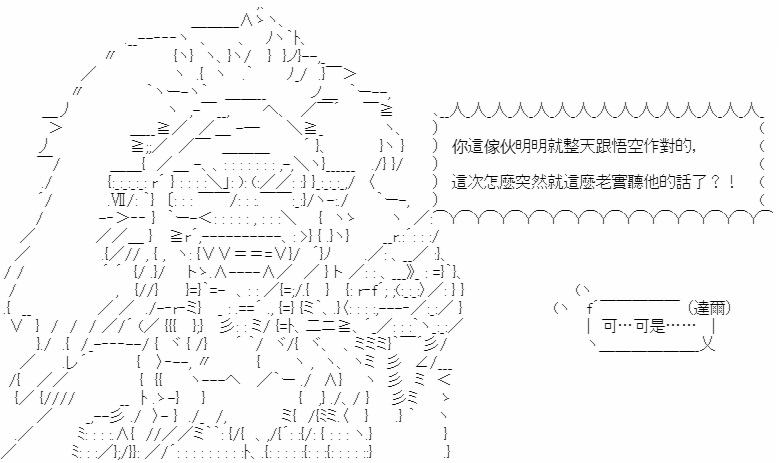 你這傢伙明明就整天跟悟空作對的,
這次怎麼突然就這麼老實聽他的話了？！
(達爾)
可…可是……